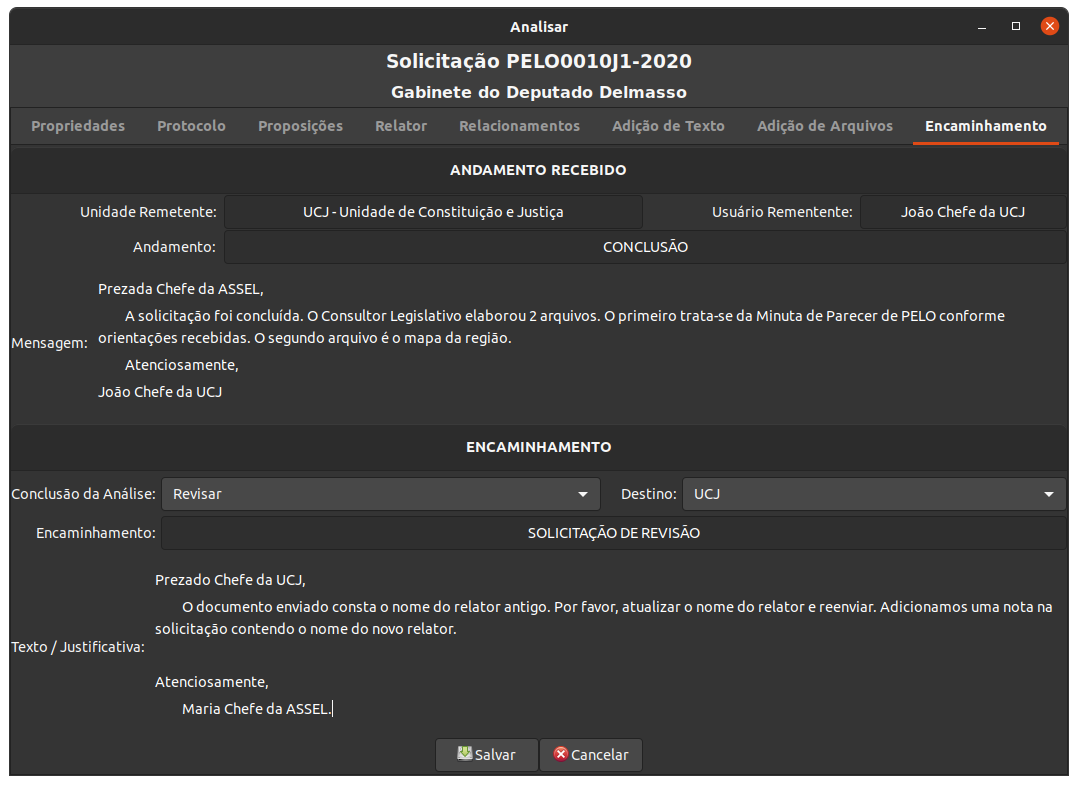 Analisar
Solicitação PELO0010J1-2020
Gabinete do Deputado Delmasso
Propriedades Protocolo Proposições Relator Relacionamentos Adição de Texto Adição de Arquivos Encaminhamento
ANDAMENTO RECEBIDO
Unidade Remetente: UCJ - Unidade de Constituição e Justiça Usuário Rementente: João Chefe da UCJ
Andamento: CONCLUSÃO
Mensagem:
Prezada Chefe da ASSEL,
A solicitação foi concluída. O Consultor Legislativo elaborou 2 arquivos. O primeiro trata-se da Minuta de Parecer de PELO conforme
orientações recebidas. O segundo arquivo é o mapa da região.
Atenciosamente,
João Chefe da UCJ
ENCAMINHAMENTO
Conclusão da Análise: Revisar Destino: UCJ
Encaminhamento: SOLICITAÇÃO DE REVISÃO
Texto / Justificativa:
Prezado Chefe da UCJ,
O documento enviado consta o nome do relator antigo. Por favor, atualizar o nome do relator e reenviar. Adicionamos uma nota na
solicitação contendo o nome do novo relator.
Atenciosamente,
Maria Chefe da ASSEL.
Salvar Cancelar